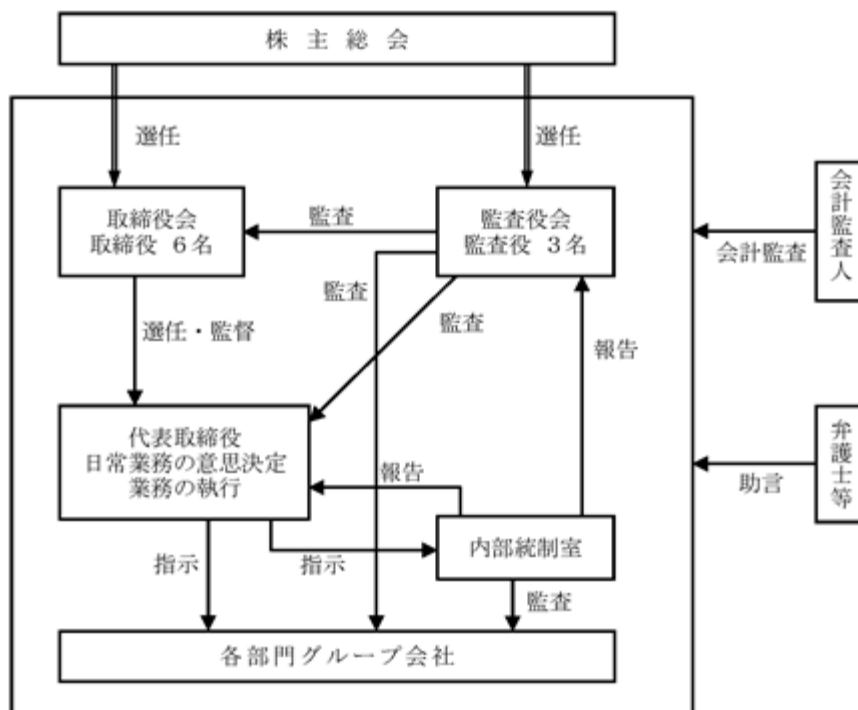 株主総会
選任
選任
取締役会
取締役 6名
監査
監査役会
監査役 3名
会計監査人
会計監査
監査
監査
選任・監督
報告
代表取締役
日常業務の意思決定
業務の執行
報告
弁護士等
助言
指示
指示
内部統制室
監査
各部門グループ会社